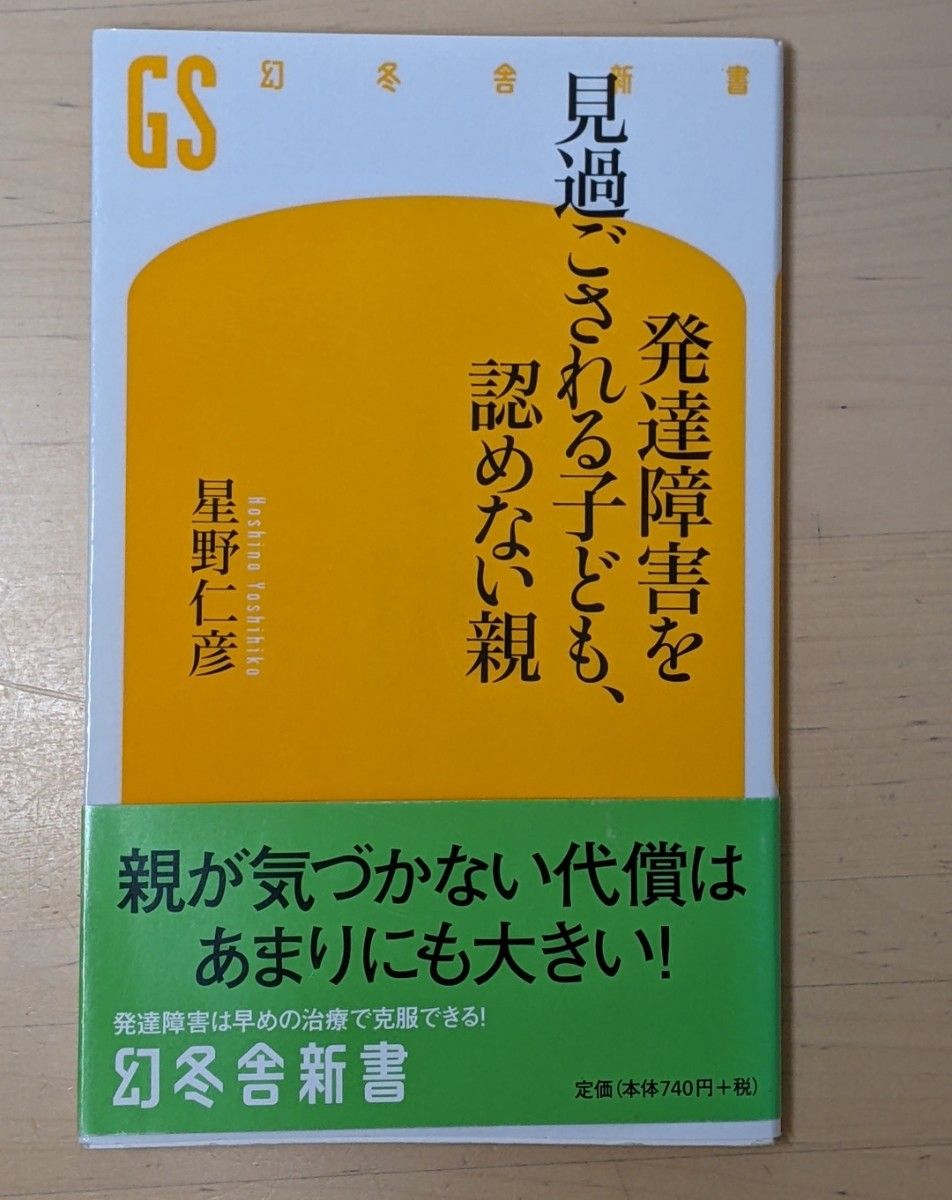 GS
幻冬舎新書
発達障害を
見過ごされる子ども、
認めない親
Hoshino Yoshihiko
星野仁彦
親が気づかない代償は
あまりにも大きい!
発達障害は早めの治療で克服できる!
幻冬舎新書
定価(本体740円+税)